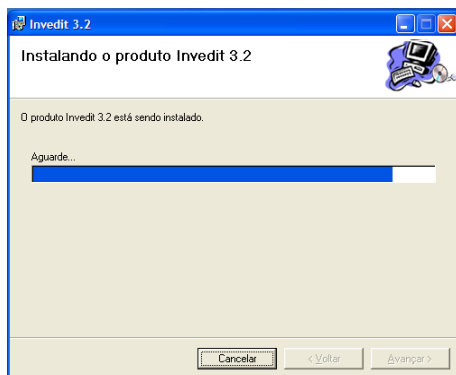 Invedit 3.2
Instalando o produto Invedit 3.2
O produto Invedit 3.2 está sendo instalado.
Aguarde...
Cancelar
< Voltar
Avançar >